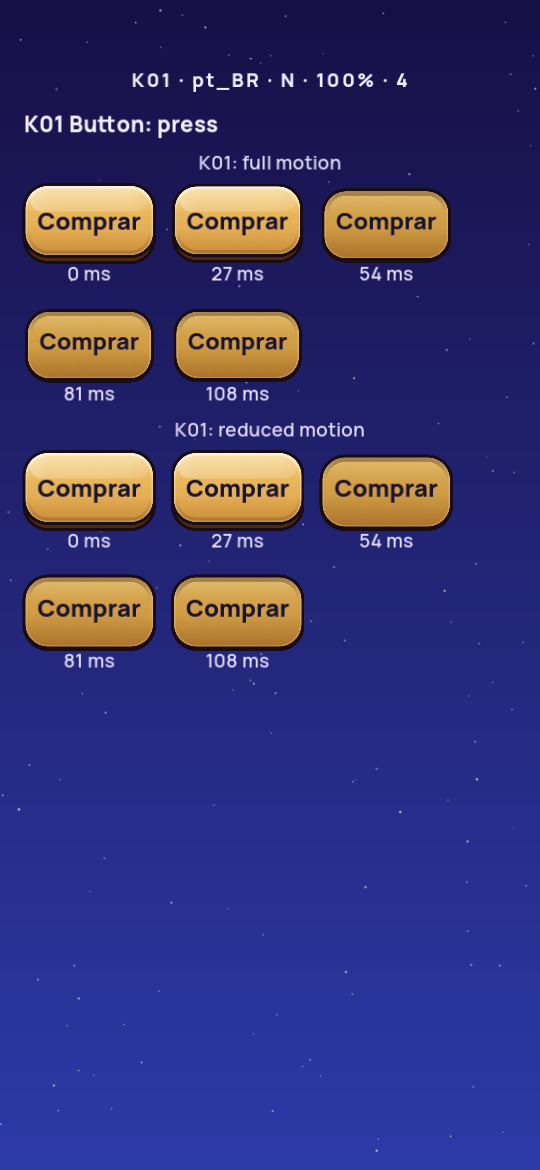 K01 · pt_BR · N · 100% · 4
K01 Button: press
K01: full motion
Comprar Comprar Comprar
0 ms 27 ms 54 ms
Comprar Comprar
81 ms 108 ms
K01: reduced motion
Comprar Comprar Comprar
0 ms 27 ms 54 ms
Comprar Comprar
81 ms 108 ms